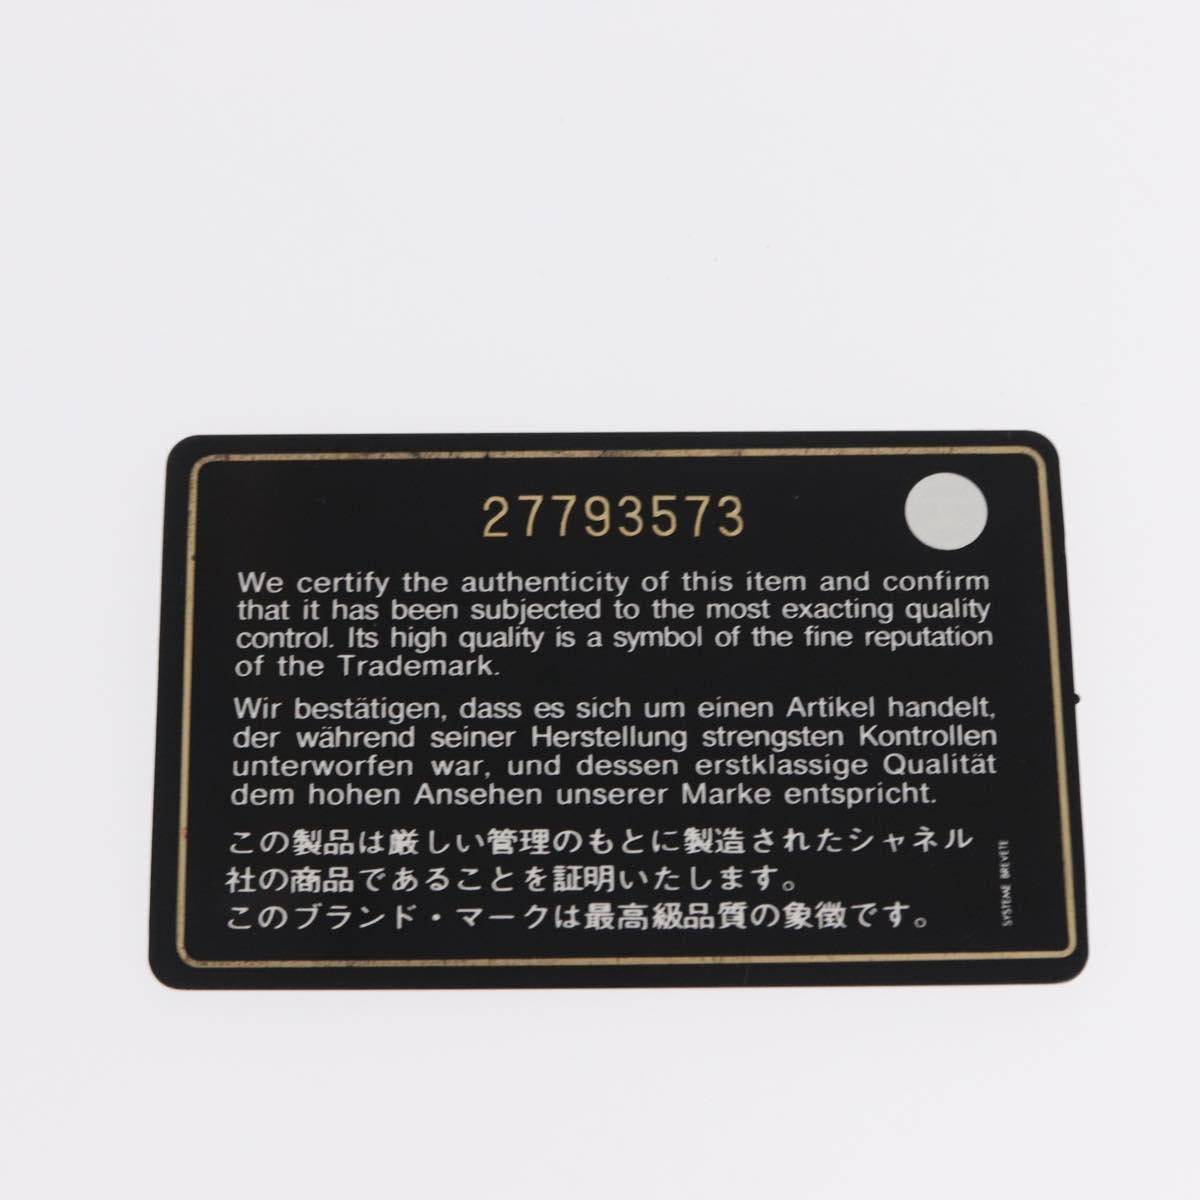 27793573
We certify the authenticity of this item and confirm
that it has been subjected to the most exacting quality
control. Its high quality is a symbol of the fine reputation
of the Trademark.
Wir bestätigen, dass es sich um einen Artikel handelt,
der während seiner Herstellung strengsten Kontrollen
unterworfen war, und dessen erstklassige Qualität
dem hohen Ansehen unserer Marke entspricht.
この製品は厳しい管理のもとに製造されたシャネル
社の商品であることを証明いたします。
このブランド・マークは最高級品質の象徴です。
SYSTEME BREVETE